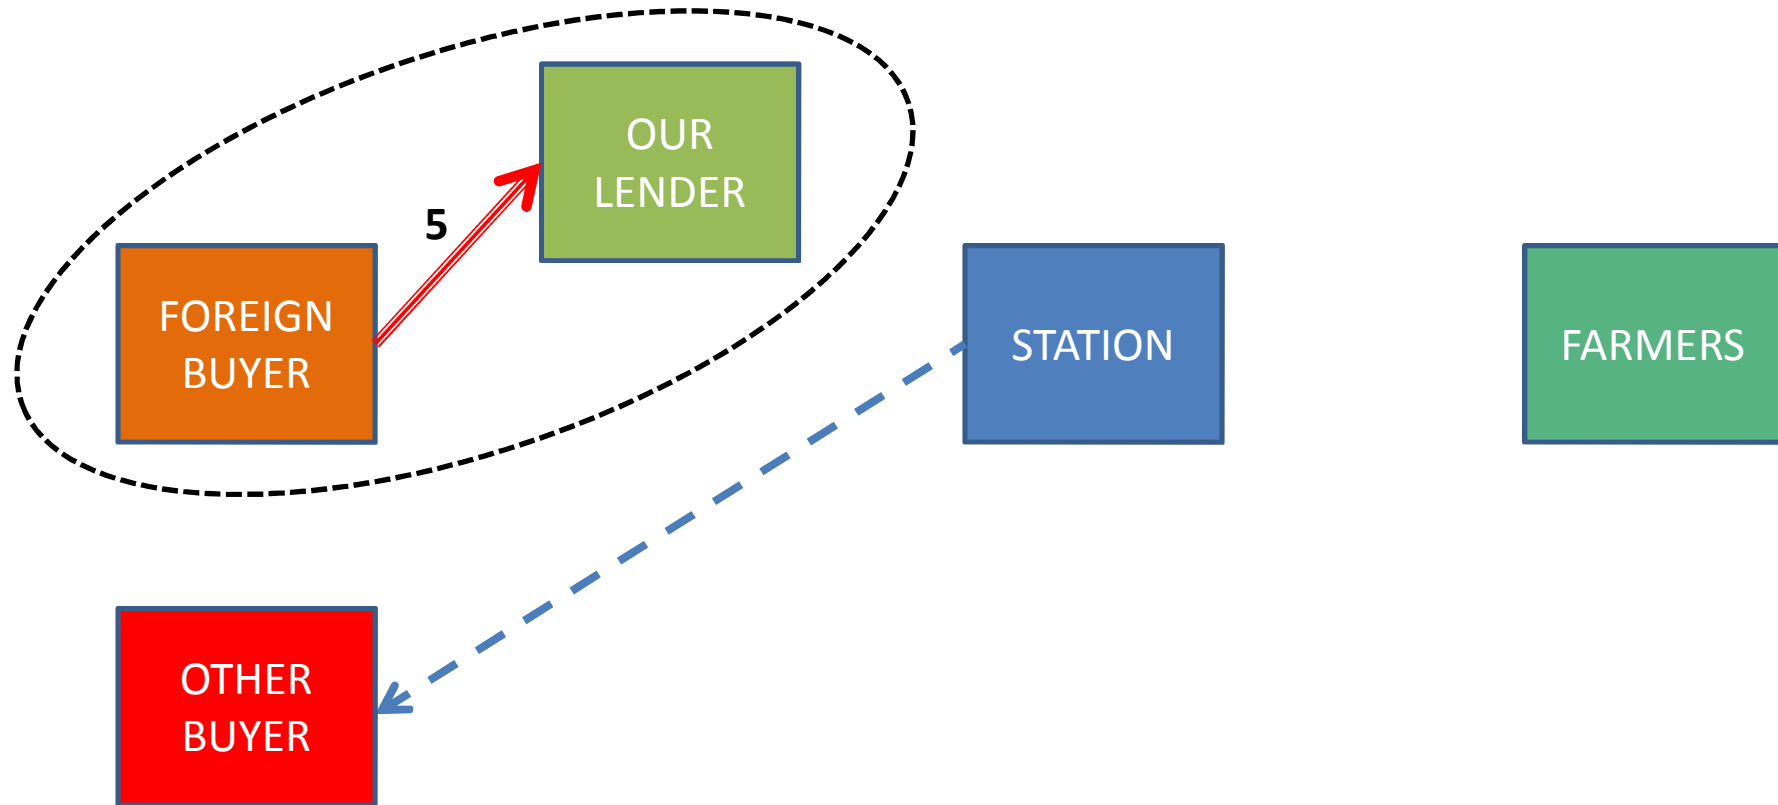 OUR
LENDER
5
FOREIGN
BUYER
STATION
FARMERS
OTHER
BUYER